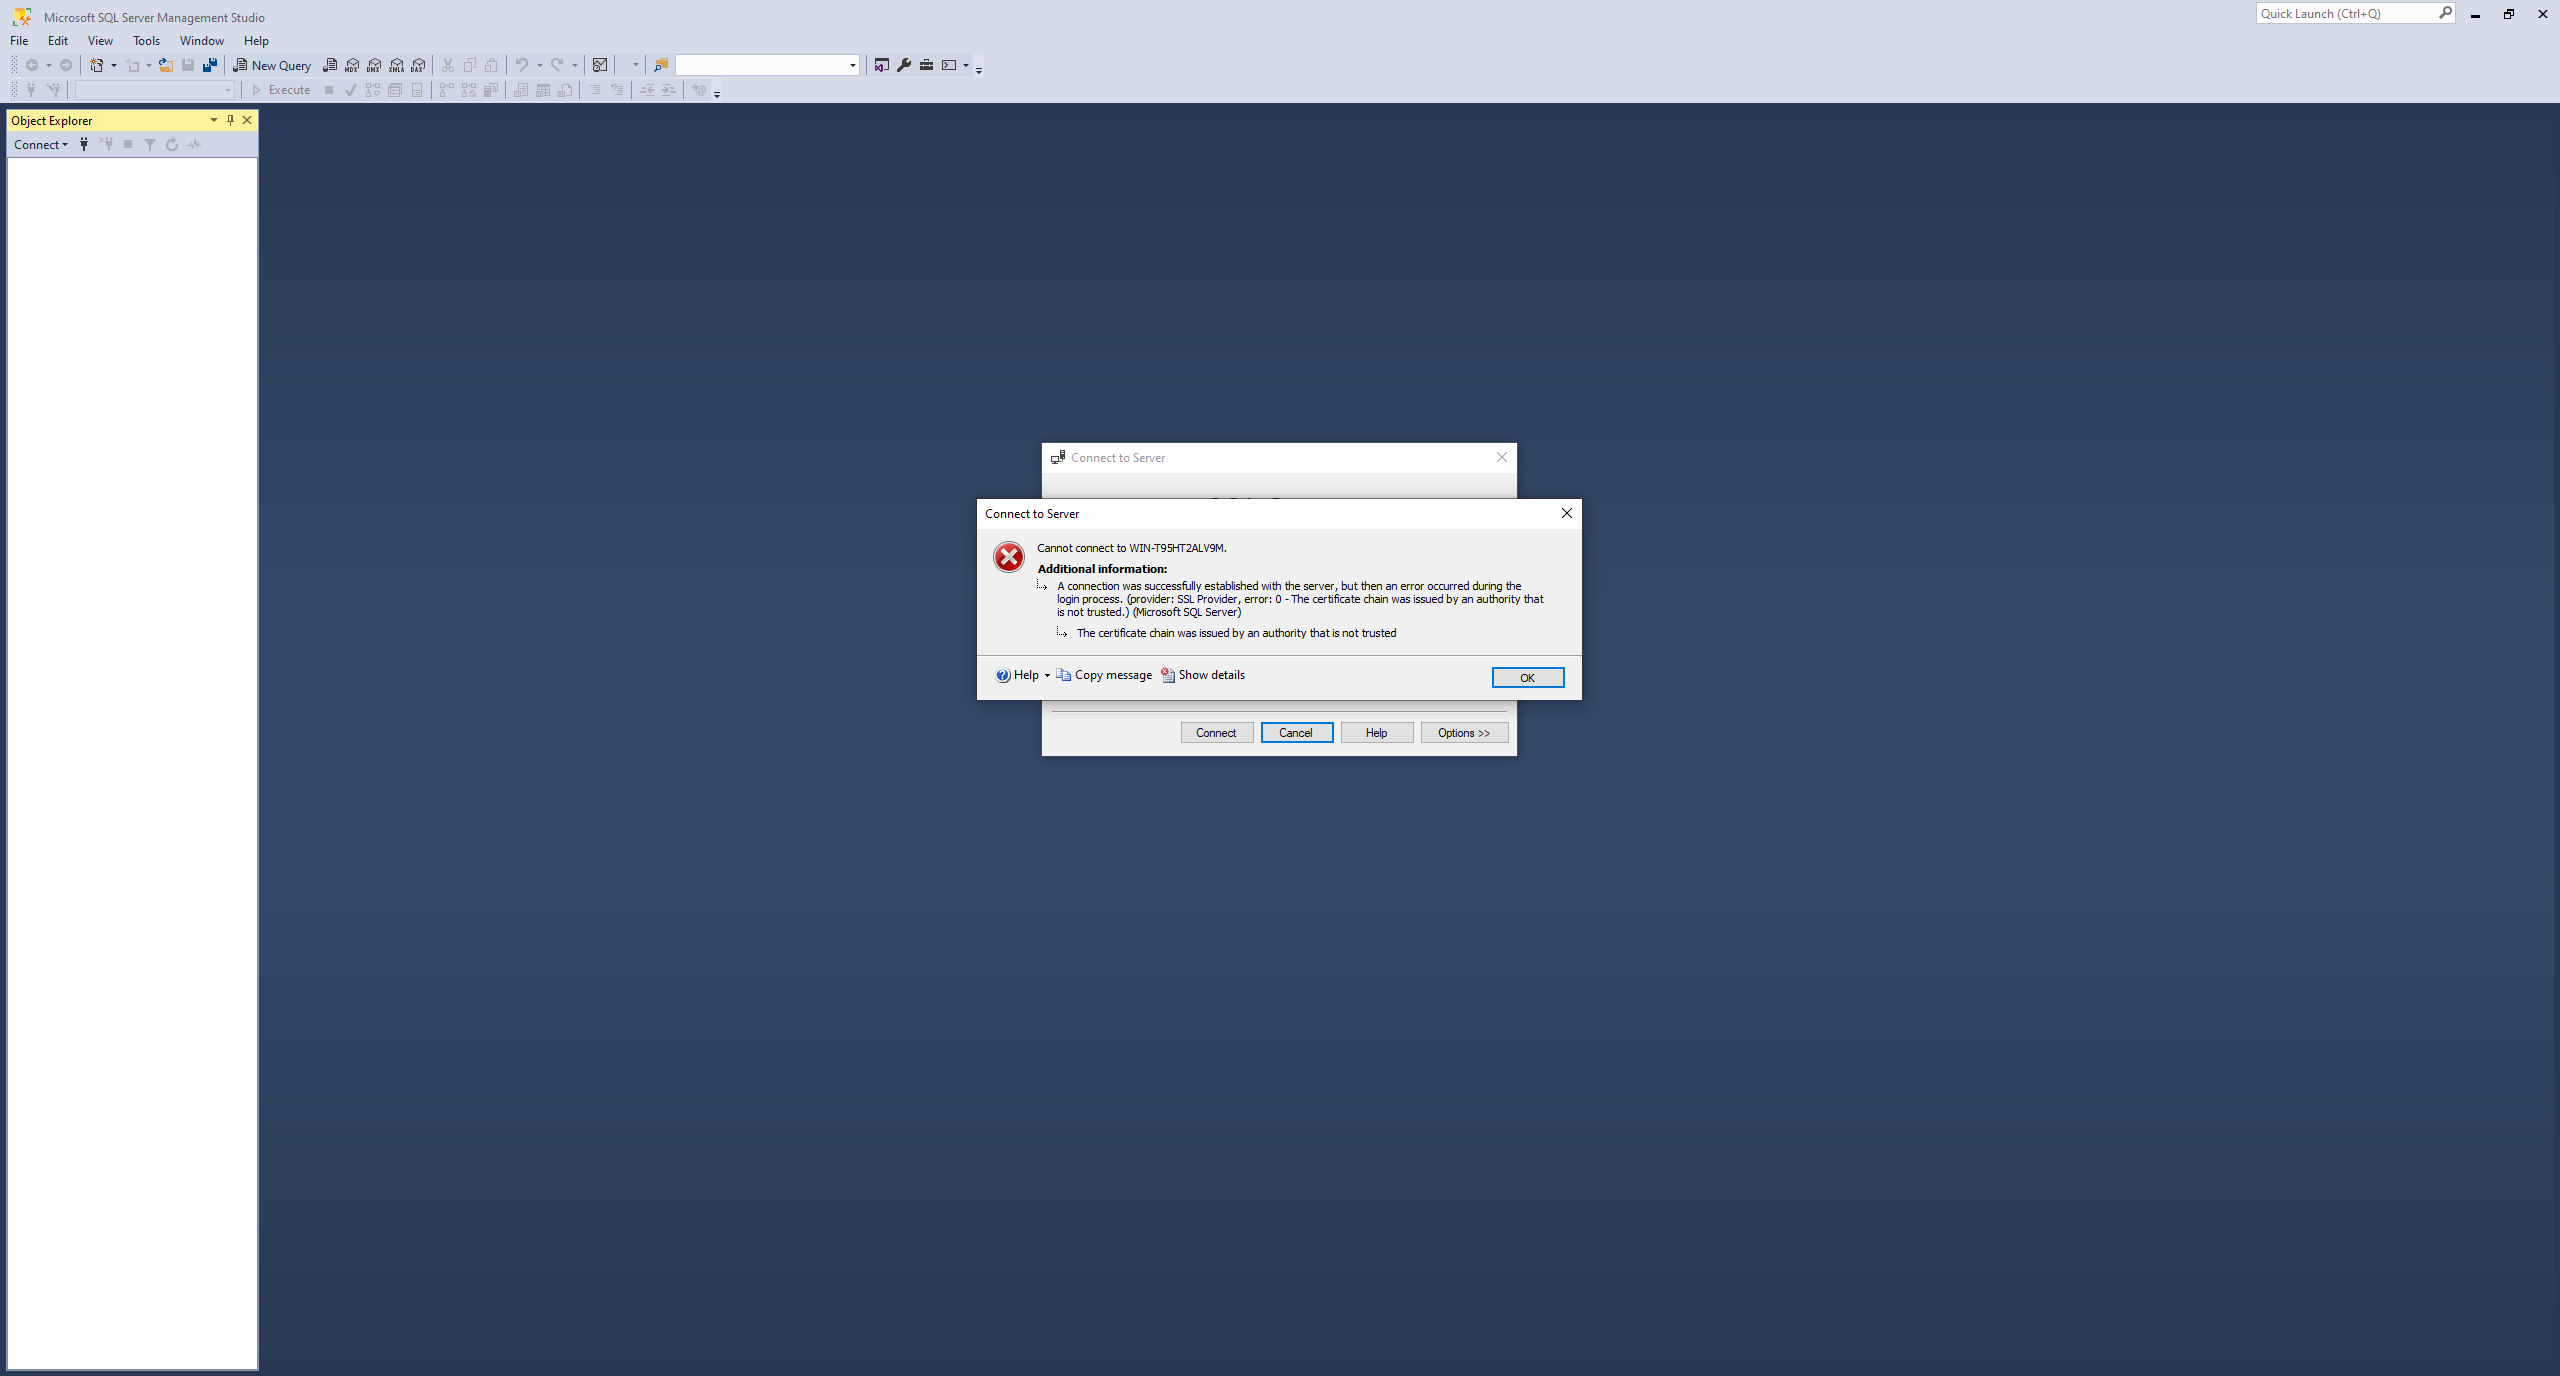 Microsoft SQL Server Management Studio
Quick Launch (Ctrl+Q)
File Edit View Tools Window Help
New Query MDX DMX XMLA DAX
Execute
Object Explorer
Connect
Connect to Server
Connect to Server
Cannot connect to WIN-T95HT2ALV9M.
Additional information:
A connection was successfully established with the server, but then an error occurred during the
login process. (provider: SSL Provider, error: 0 - The certificate chain was issued by an authority that
is not trusted.) (Microsoft SQL Server)
The certificate chain was issued by an authority that is not trusted
Help Copy message Show details OK
Connect Cancel Help Options >>